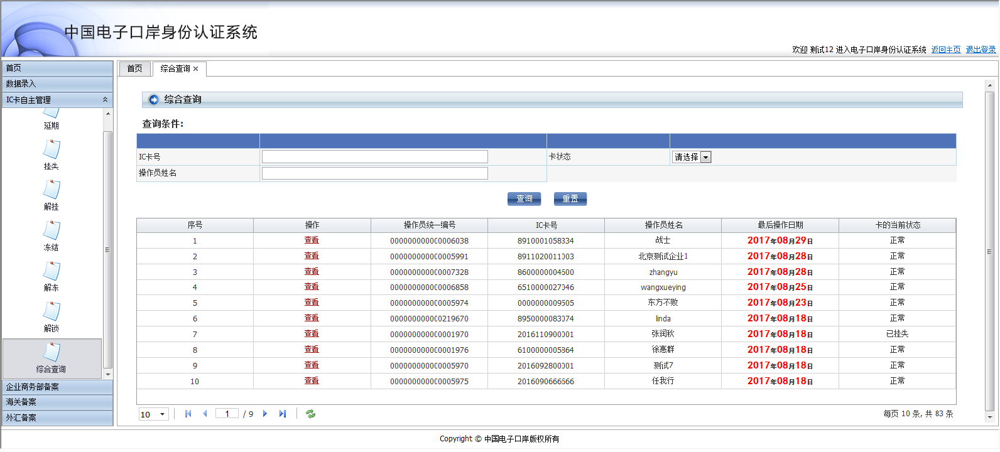 中国电子口岸身份认证系统
欢迎 测试12 进入电子口岸身份认证系统 返回主页 退出登录
首页
数据录入
IC卡自主管理
延期
挂失
解挂
冻结
解冻
解锁
综合查询
企业商务部备案
海关备案
外汇备案
首页 综合查询 ×
综合查询
查询条件:
IC卡号 卡状态 请选择
操作员姓名
查询 重置
序号 操作 操作员统一编号 IC卡号 操作员姓名 最后操作日期 卡的当前状态
1 查看 000000000000006038 8910001058334 战士 2017年08月29日 正常
2 查看 000000000000005991 8911020011003 北京测试企业1 2017年08月28日 正常
3 查看 000000000000007328 8600000004600 zhangyu 2017年08月28日 正常
4 查看 000000000000006858 6510000027046 wangxueying 2017年08月25日 正常
5 查看 000000000000005974 0000000009505 东方不败 2017年08月23日 正常
6 查看 000000000000219670 8950000083074 linda 2017年08月18日 正常
7 查看 000000000000001970 2016110900001 张润秋 2017年08月18日 已挂失
8 查看 000000000000001976 6100000005864 徐惠群 2017年08月18日 正常
9 查看 000000000000005970 2016092800001 测试7 2017年08月18日 正常
10 查看 000000000000005975 2016090666666 任我行 2017年08月18日 正常
10 1 / 9 每页 10 条, 共 83 条
Copyright © 中国电子口岸版权所有